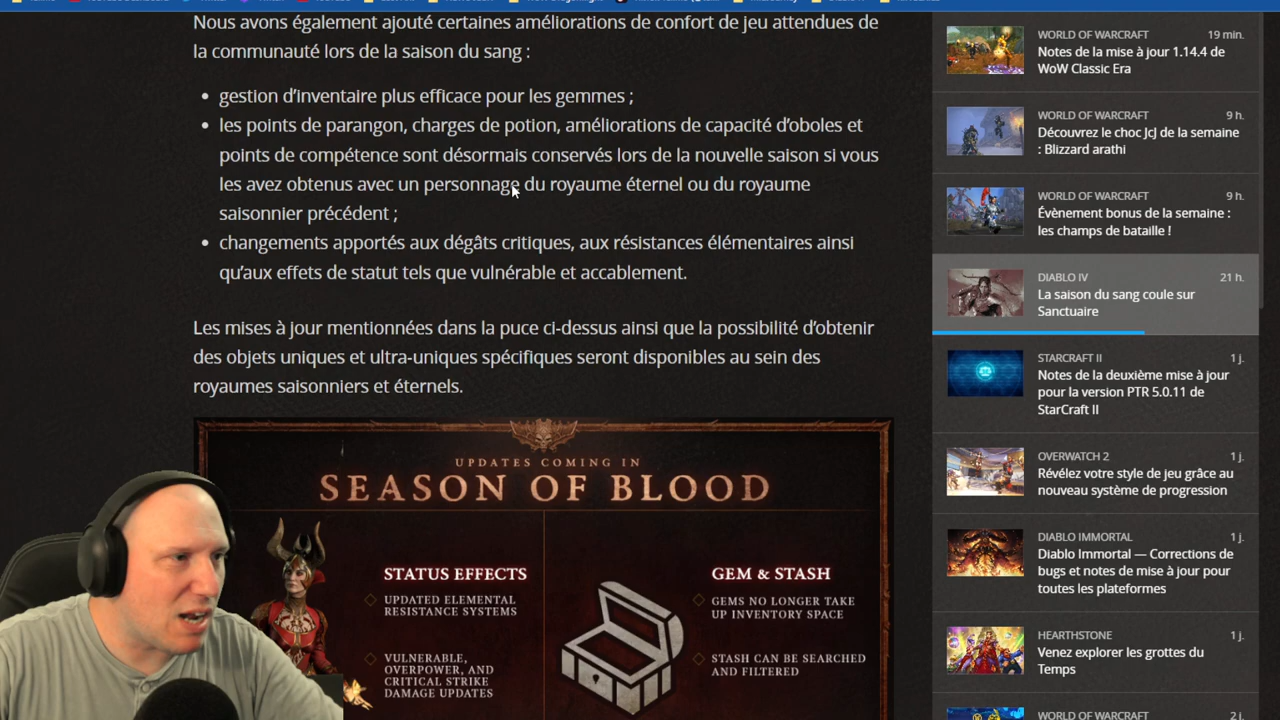 Nous avons également ajouté certaines améliorations de confort de jeu attendues de
la communauté lors de la saison du sang :
gestion d'inventaire plus efficace pour les gemmes ;
les points de parangon, charges de potion, améliorations de capacité d'oboles et
points de compétence sont désormais conservés lors de la nouvelle saison si vous
les avez obtenus avec un personnage du royaume éternel ou du royaume
saisonnier précédent ;
changements apportés aux dégâts critiques, aux résistances élémentaires ainsi
qu'aux effets de statut tels que vulnérable et accablement.
Les mises à jour mentionnées dans la puce ci-dessus ainsi que la possibilité d'obtenir
des objets uniques et ultra-uniques spécifiques seront disponibles au sein des
royaumes saisonniers et éternels.
UPDATES COMING IN
SEASON OF BLOOD
STATUS EFFECTS
UPDATED ELEMENTAL
RESISTANCE SYSTEMS
VULNERABLE,
OVERPOWER, AND
CRITICAL STRIKE
DAMAGE UPDATES
GEM & STASH
GEMS NO LONGER TAKE
UP INVENTORY SPACE
STASH CAN BE SEARCHED
AND FILTERED
WORLD OF WARCRAFT 19 min.
Notes de la mise à jour 1.14.4 de
WoW Classic Era
WORLD OF WARCRAFT 9 h.
Découvrez le choc JcJ de la semaine
: Blizzard arathi
WORLD OF WARCRAFT 9 h.
Évènement bonus de la semaine :
les champs de bataille !
DIABLO IV 21 h.
La saison du sang coule sur
Sanctuaire
STARCRAFT II 1 j.
Notes de la deuxième mise à jour
pour la version PTR 5.0.11 de
StarCraft II
OVERWATCH 2 1 j.
Révélez votre style de jeu grâce au
nouveau système de progression
DIABLO IMMORTAL 1 j.
Diablo Immortal — Corrections de
bugs et notes de mise à jour pour
toutes les plateformes
HEARTHSTONE 1 j.
Venez explorer les grottes du
Temps
WORLD OF WARCRAFT 2 j.